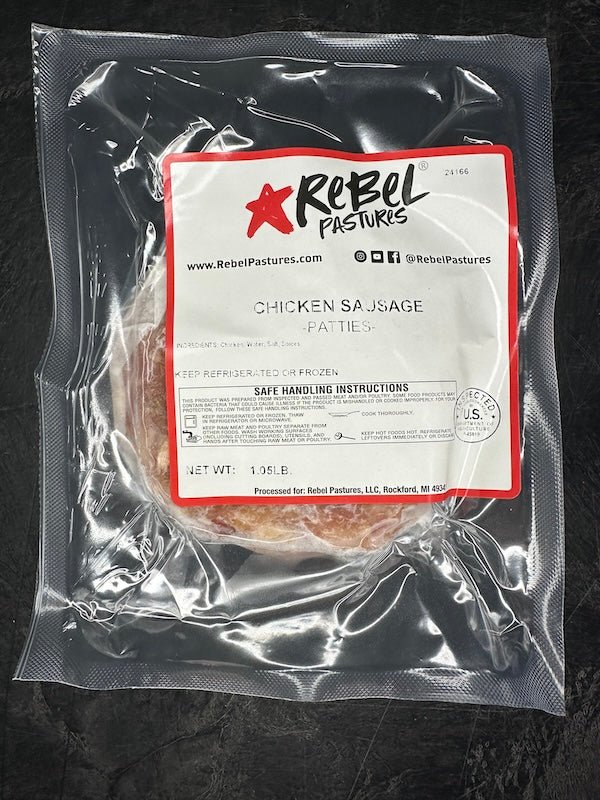 ReBeL ®
PASTURes
24166
www.RebelPastures.com
@RebelPastures
CHICKEN SAUSAGE
-PATTIES-
INGREDIENTS: Chicken, Water, Salt, Spices
KEEP REFRIGERATED OR FROZEN
SAFE HANDLING INSTRUCTIONS
THIS PRODUCT WAS PREPARED FROM INSPECTED AND PASSED MEAT AND/OR POULTRY. SOME FOOD PRODUCTS MAY
CONTAIN BACTERIA THAT COULD CAUSE ILLNESS IF THE PRODUCT IS MISHANDLED OR COOKED IMPROPERLY. FOR YOUR
PROTECTION, FOLLOW THESE SAFE HANDLING INSTRUCTIONS.
KEEP REFRIGERATED OR FROZEN. THAW
IN REFRIGERATOR OR MICROWAVE.
KEEP RAW MEAT AND POULTRY SEPARATE FROM
OTHER FOODS. WASH WORKING SURFACES
(INCLUDING CUTTING BOARDS), UTENSILS, AND
HANDS AFTER TOUCHING RAW MEAT OR POULTRY.
COOK THOROUGHLY.
KEEP HOT FOODS HOT. REFRIGERATE
LEFTOVERS IMMEDIATELY OR DISCARD
U.S.
NET WT: 1.05LB.
Processed for: Rebel Pastures, LLC, Rockford, MI 4934